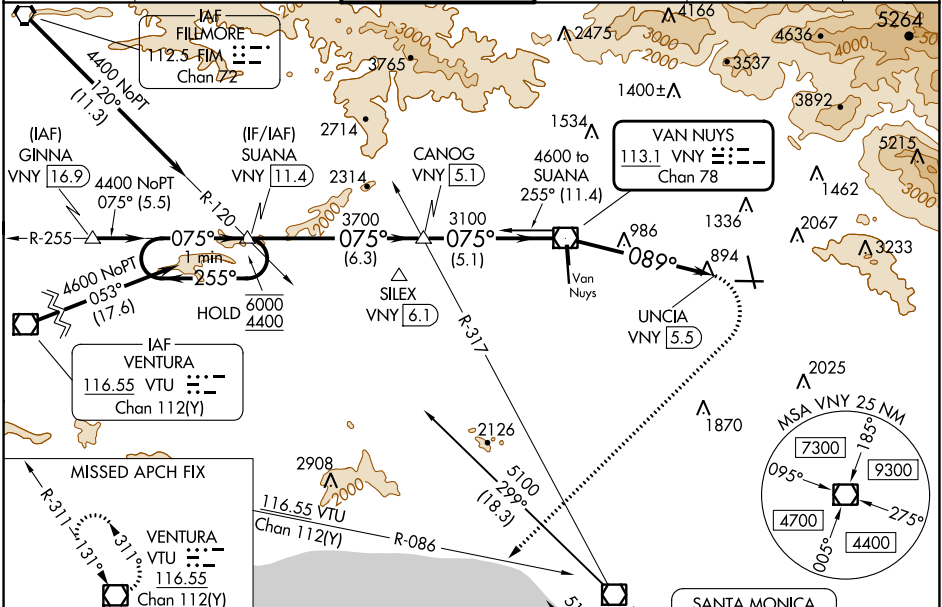 IAF
FILLMORE
112.5 FIM
Chan 72
4400 NoPT
120°
(11.3)
4166
2475
3000
2000
4636
4000
5264
3765
3537
1400±
3892
2714
1534
5215
(IAF)
GINNA
VNY 16.9
(IF/IAF)
SUANA
VNY 11.4
CANOG
VNY 5.1
4600 to
SUANA
255° (11.4)
VAN NUYS
113.1 VNY
Chan 78
1462
4400 NoPT
075° (5.5)
R-120
2314
2000
1336
2067
R-255
075°
3700
075°
(6.3)
3100
075°
(5.1)
986
089°
894
3233
1 min
255°
4600 NoPT
053°
(17.6)
HOLD
6000
4400
SILEX
VNY 6.1
Van
Nuys
UNCIA
VNY 5.5
R-317
IAF
VENTURA
116.55 VTU
Chan 112(Y)
2025
1870
2126
MSA VNY 25 NM
7300
185°
095°
9300
4700
275°
4400
005°
MISSED APCH FIX
R-311
131°
311°
VENTURA
VTU
116.55
Chan 112(Y)
2908
2000
116.55 VTU
Chan 112(Y)
R-086
5100
299°
(18.3)
SANTA MONICA